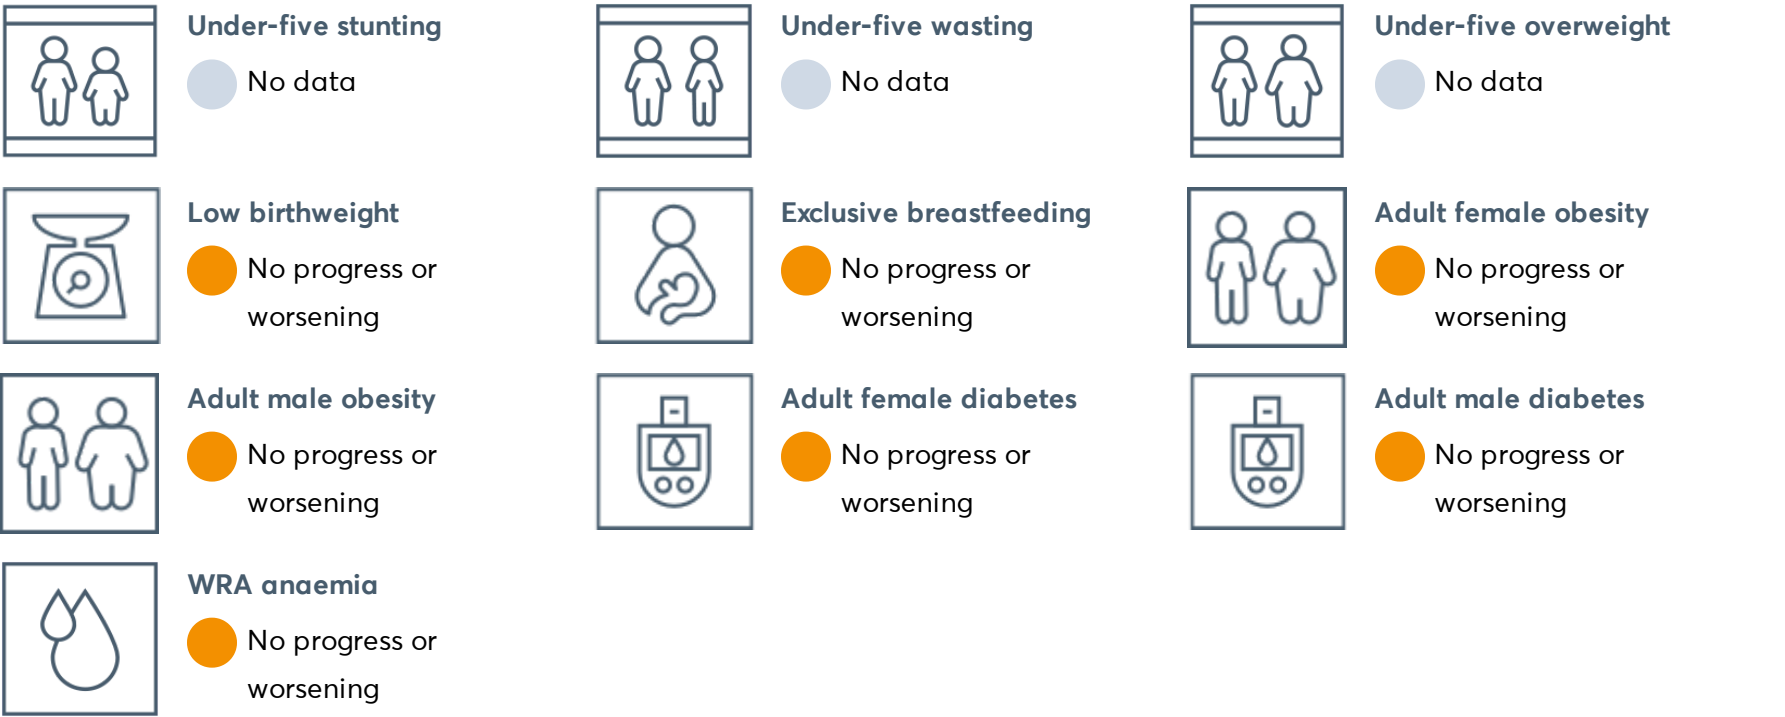 Under-five stunting
No data
Under-five wasting
No data
Under-five overweight
No data
Low birthweight
No progress or
worsening
Exclusive breastfeeding
No progress or
worsening
Adult female obesity
No progress or
worsening
Adult male obesity
No progress or
worsening
Adult female diabetes
No progress or
worsening
Adult male diabetes
No progress or
worsening
WRA anaemia
No progress or
worsening